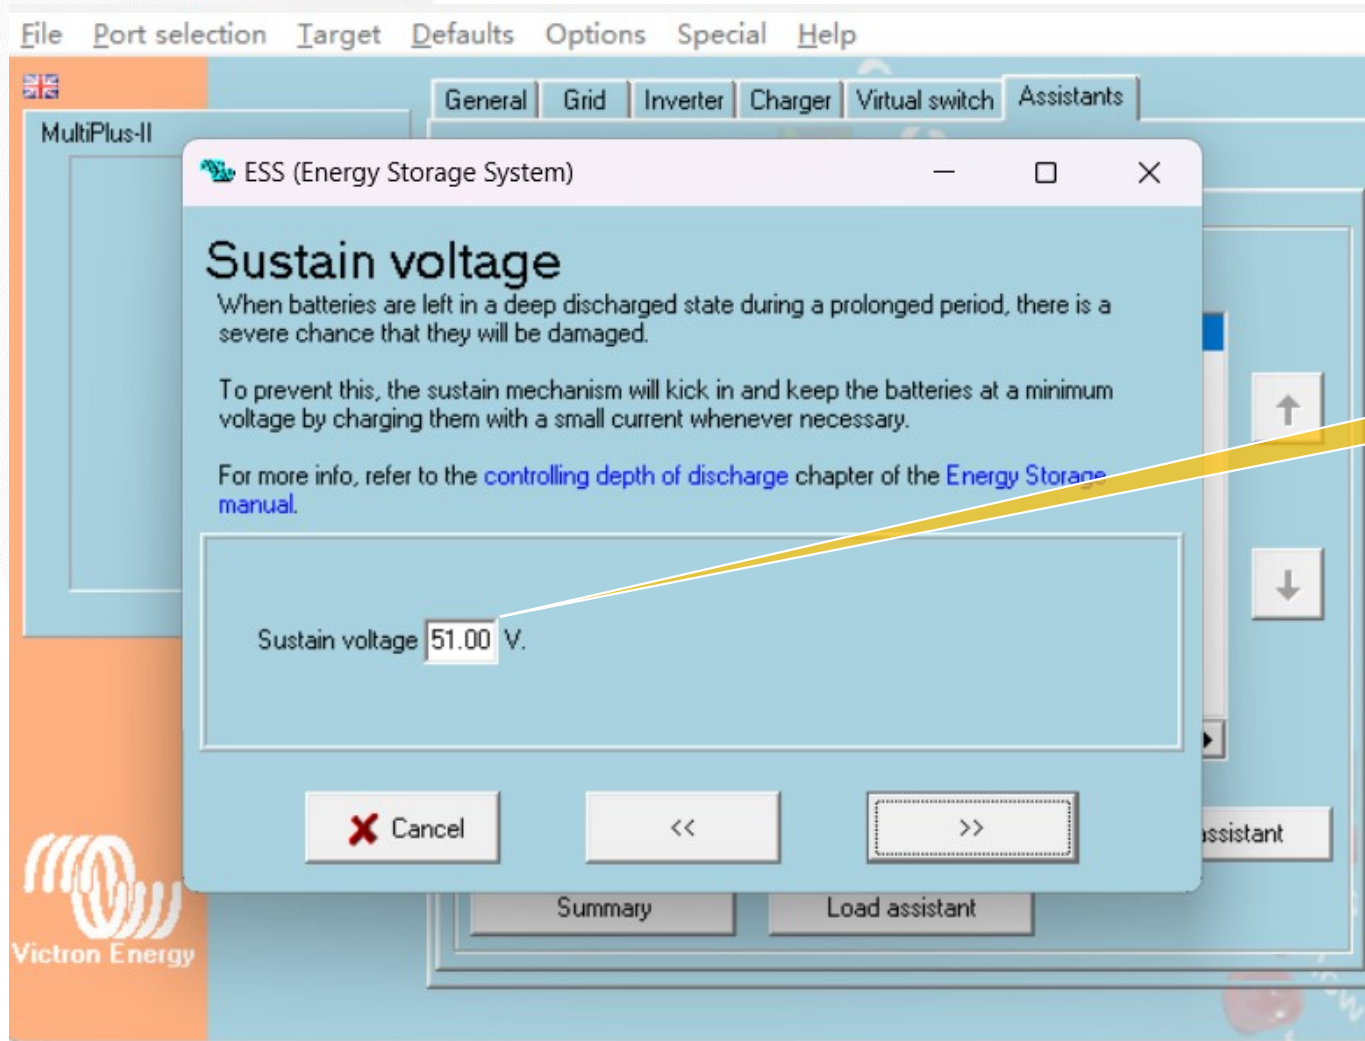 File Port selection Target Defaults Options Special Help
General Grid Inverter Charger Virtual switch Assistants
MultiPlus-II
ESS (Energy Storage System)
Sustain voltage
When batteries are left in a deep discharged state during a prolonged period, there is a
severe chance that they will be damaged.
To prevent this, the sustain mechanism will kick in and keep the batteries at a minimum
voltage by charging them with a small current whenever necessary.
For more info, refer to the controlling depth of discharge chapter of the Energy Storage
manual.
Sustain voltage 51.00 V.
Cancel << >>
assistant
Summary Load assistant
Victron Energy